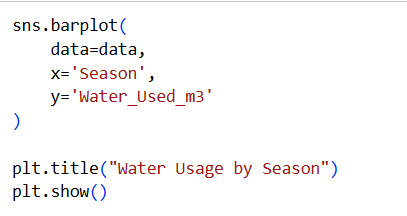 sns.barplot(
    data=data,
    x='Season',
    y='Water_Used_m3'
)

plt.title("Water Usage by Season")
plt.show()